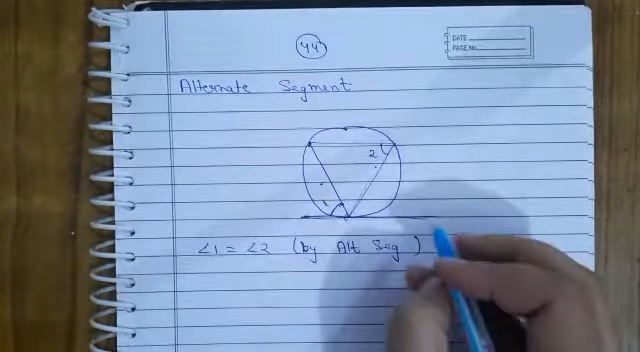 44
DATE
PAGE No.
Alternate Segment
2
1
∠1 = ∠2 (by Alt Seg)